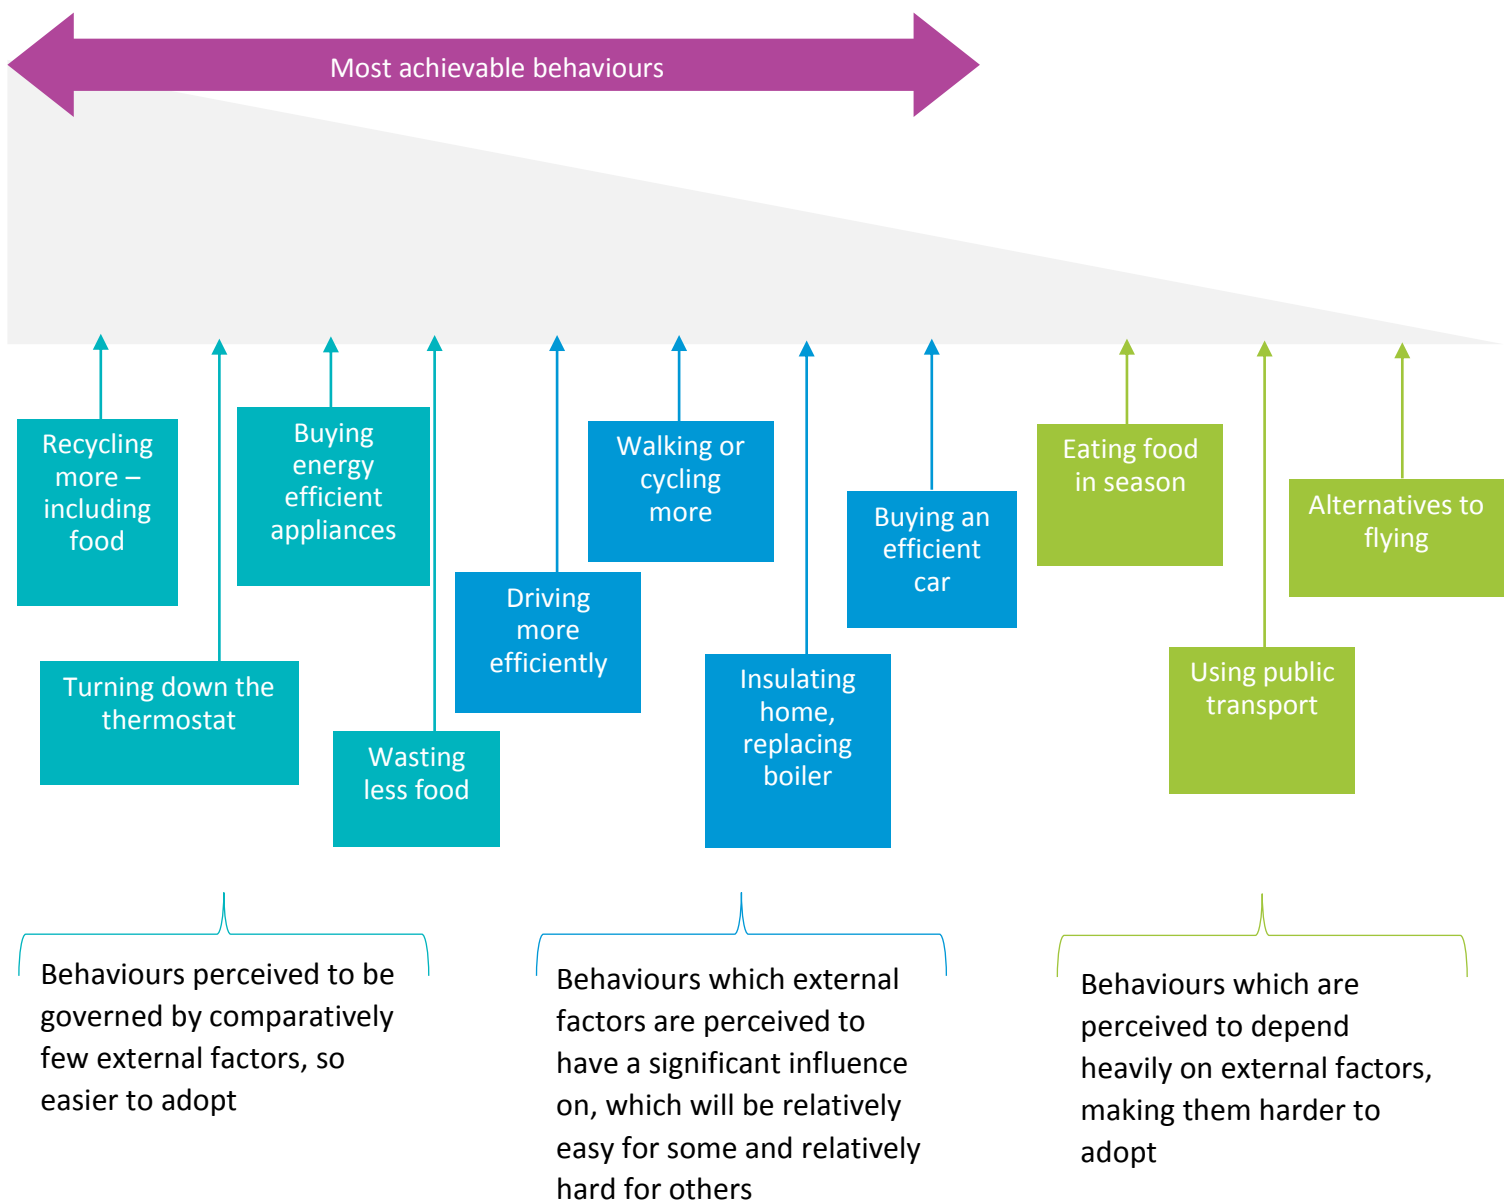 Most achievable behaviours
Recycling
more –
including
food
Turning down the
thermostat
Buying
energy
efficient
appliances
Wasting
less food
Driving
more
efficiently
Walking or
cycling
more
Insulating
home,
replacing
boiler
Buying an
efficient
car
Eating food
in season
Using public
transport
Alternatives to
flying
Behaviours perceived to be
governed by comparatively
few external factors, so
easier to adopt
Behaviours which external
factors are perceived to
have a significant influence
on, which will be relatively
easy for some and relatively
hard for others
Behaviours which are
perceived to depend
heavily on external factors,
making them harder to
adopt